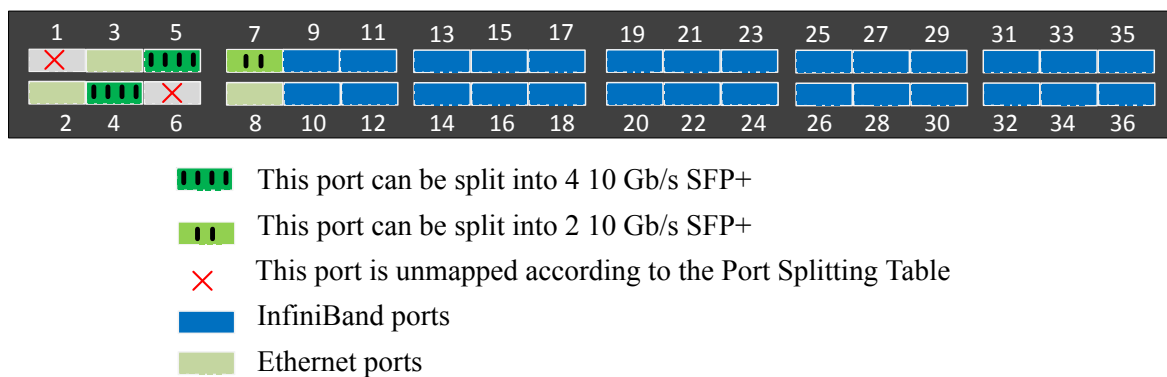 1 3 5 7 9 11 13 15 17 19 21 23 25 27 29 31 33 35
2 4 6 8 10 12 14 16 18 20 22 24 26 28 30 32 34 36
This port can be split into 4 10 Gb/s SFP+
This port can be split into 2 10 Gb/s SFP+
This port is unmapped according to the Port Splitting Table
InfiniBand ports
Ethernet ports